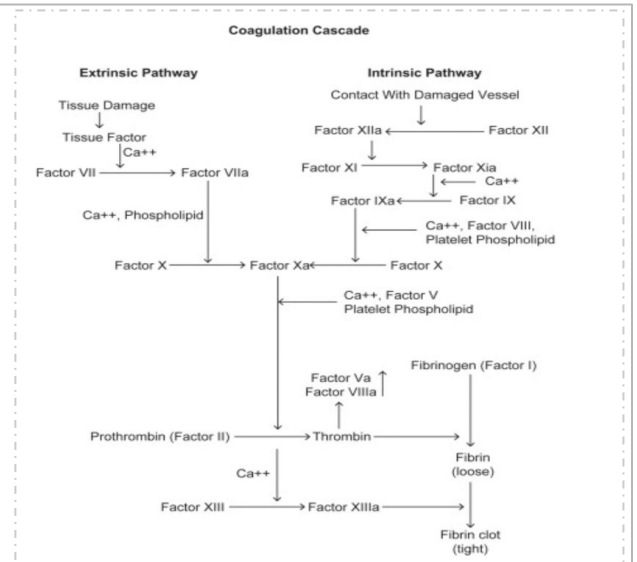 Coagulation Cascade
Extrinsic Pathway
Intrinsic Pathway
Tissue Damage
Contact With Damaged Vessel
Tissue Factor
Factor XIIa
Factor XII
Ca++
Factor VII
Factor VIIa
Factor XI
Factor Xia
Ca++
Factor IXa
Factor IX
Ca++, Phospholipid
Ca++, Factor VIII,
Platelet Phospholipid
Factor X
Factor Xa
Factor X
Ca++, Factor V
Platelet Phospholipid
Fibrinogen (Factor I)
Factor Va
Factor VIIIa
Prothrombin (Factor II)
Thrombin
Fibrin
(loose)
Ca++
Factor XIII
Factor XIIIa
Fibrin clot
(tight)